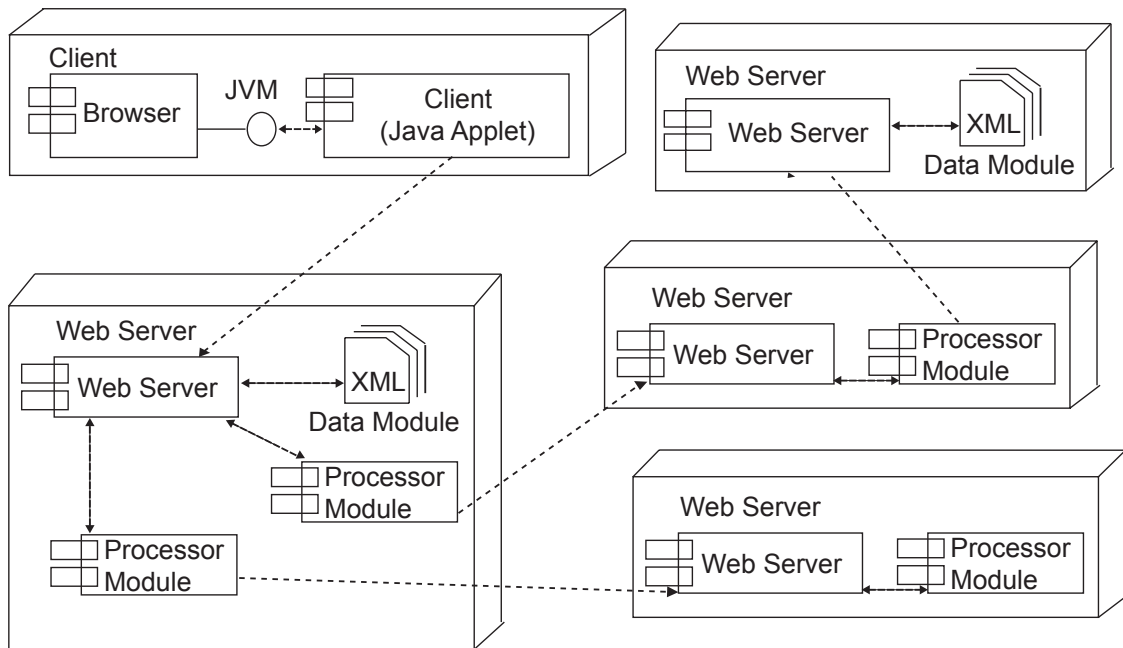 Client
Browser
JVM
Client
(Java Applet)
Web Server
Web Server
XML
Data Module
Web Server
Web Server
XML
Data Module
Processor
Module
Processor
Module
Web Server
Web Server
Processor
Module
Web Server
Web Server
Processor
Module